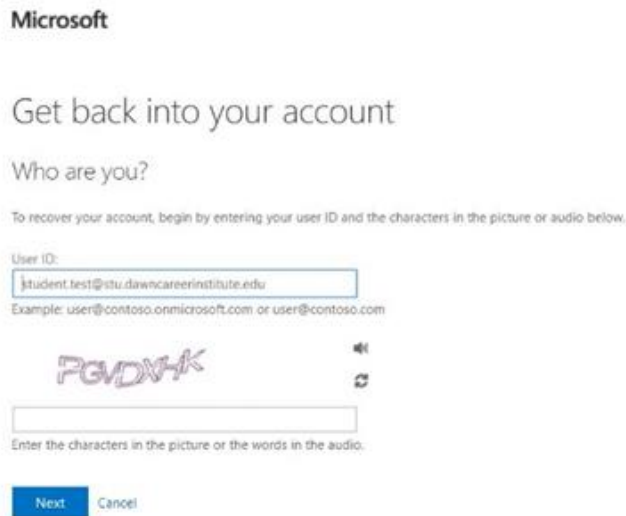 Microsoft
Get back into your account
Who are you?
To recover your account, begin by entering your user ID and the characters in the picture or audio below.
User ID:
student.test@stu.dawncareerinstitute.edu
Example: user@contoso.onmicrosoft.com or user@contoso.com
PGVDXHK
Enter the characters in the picture or the words in the audio.
Next Cancel